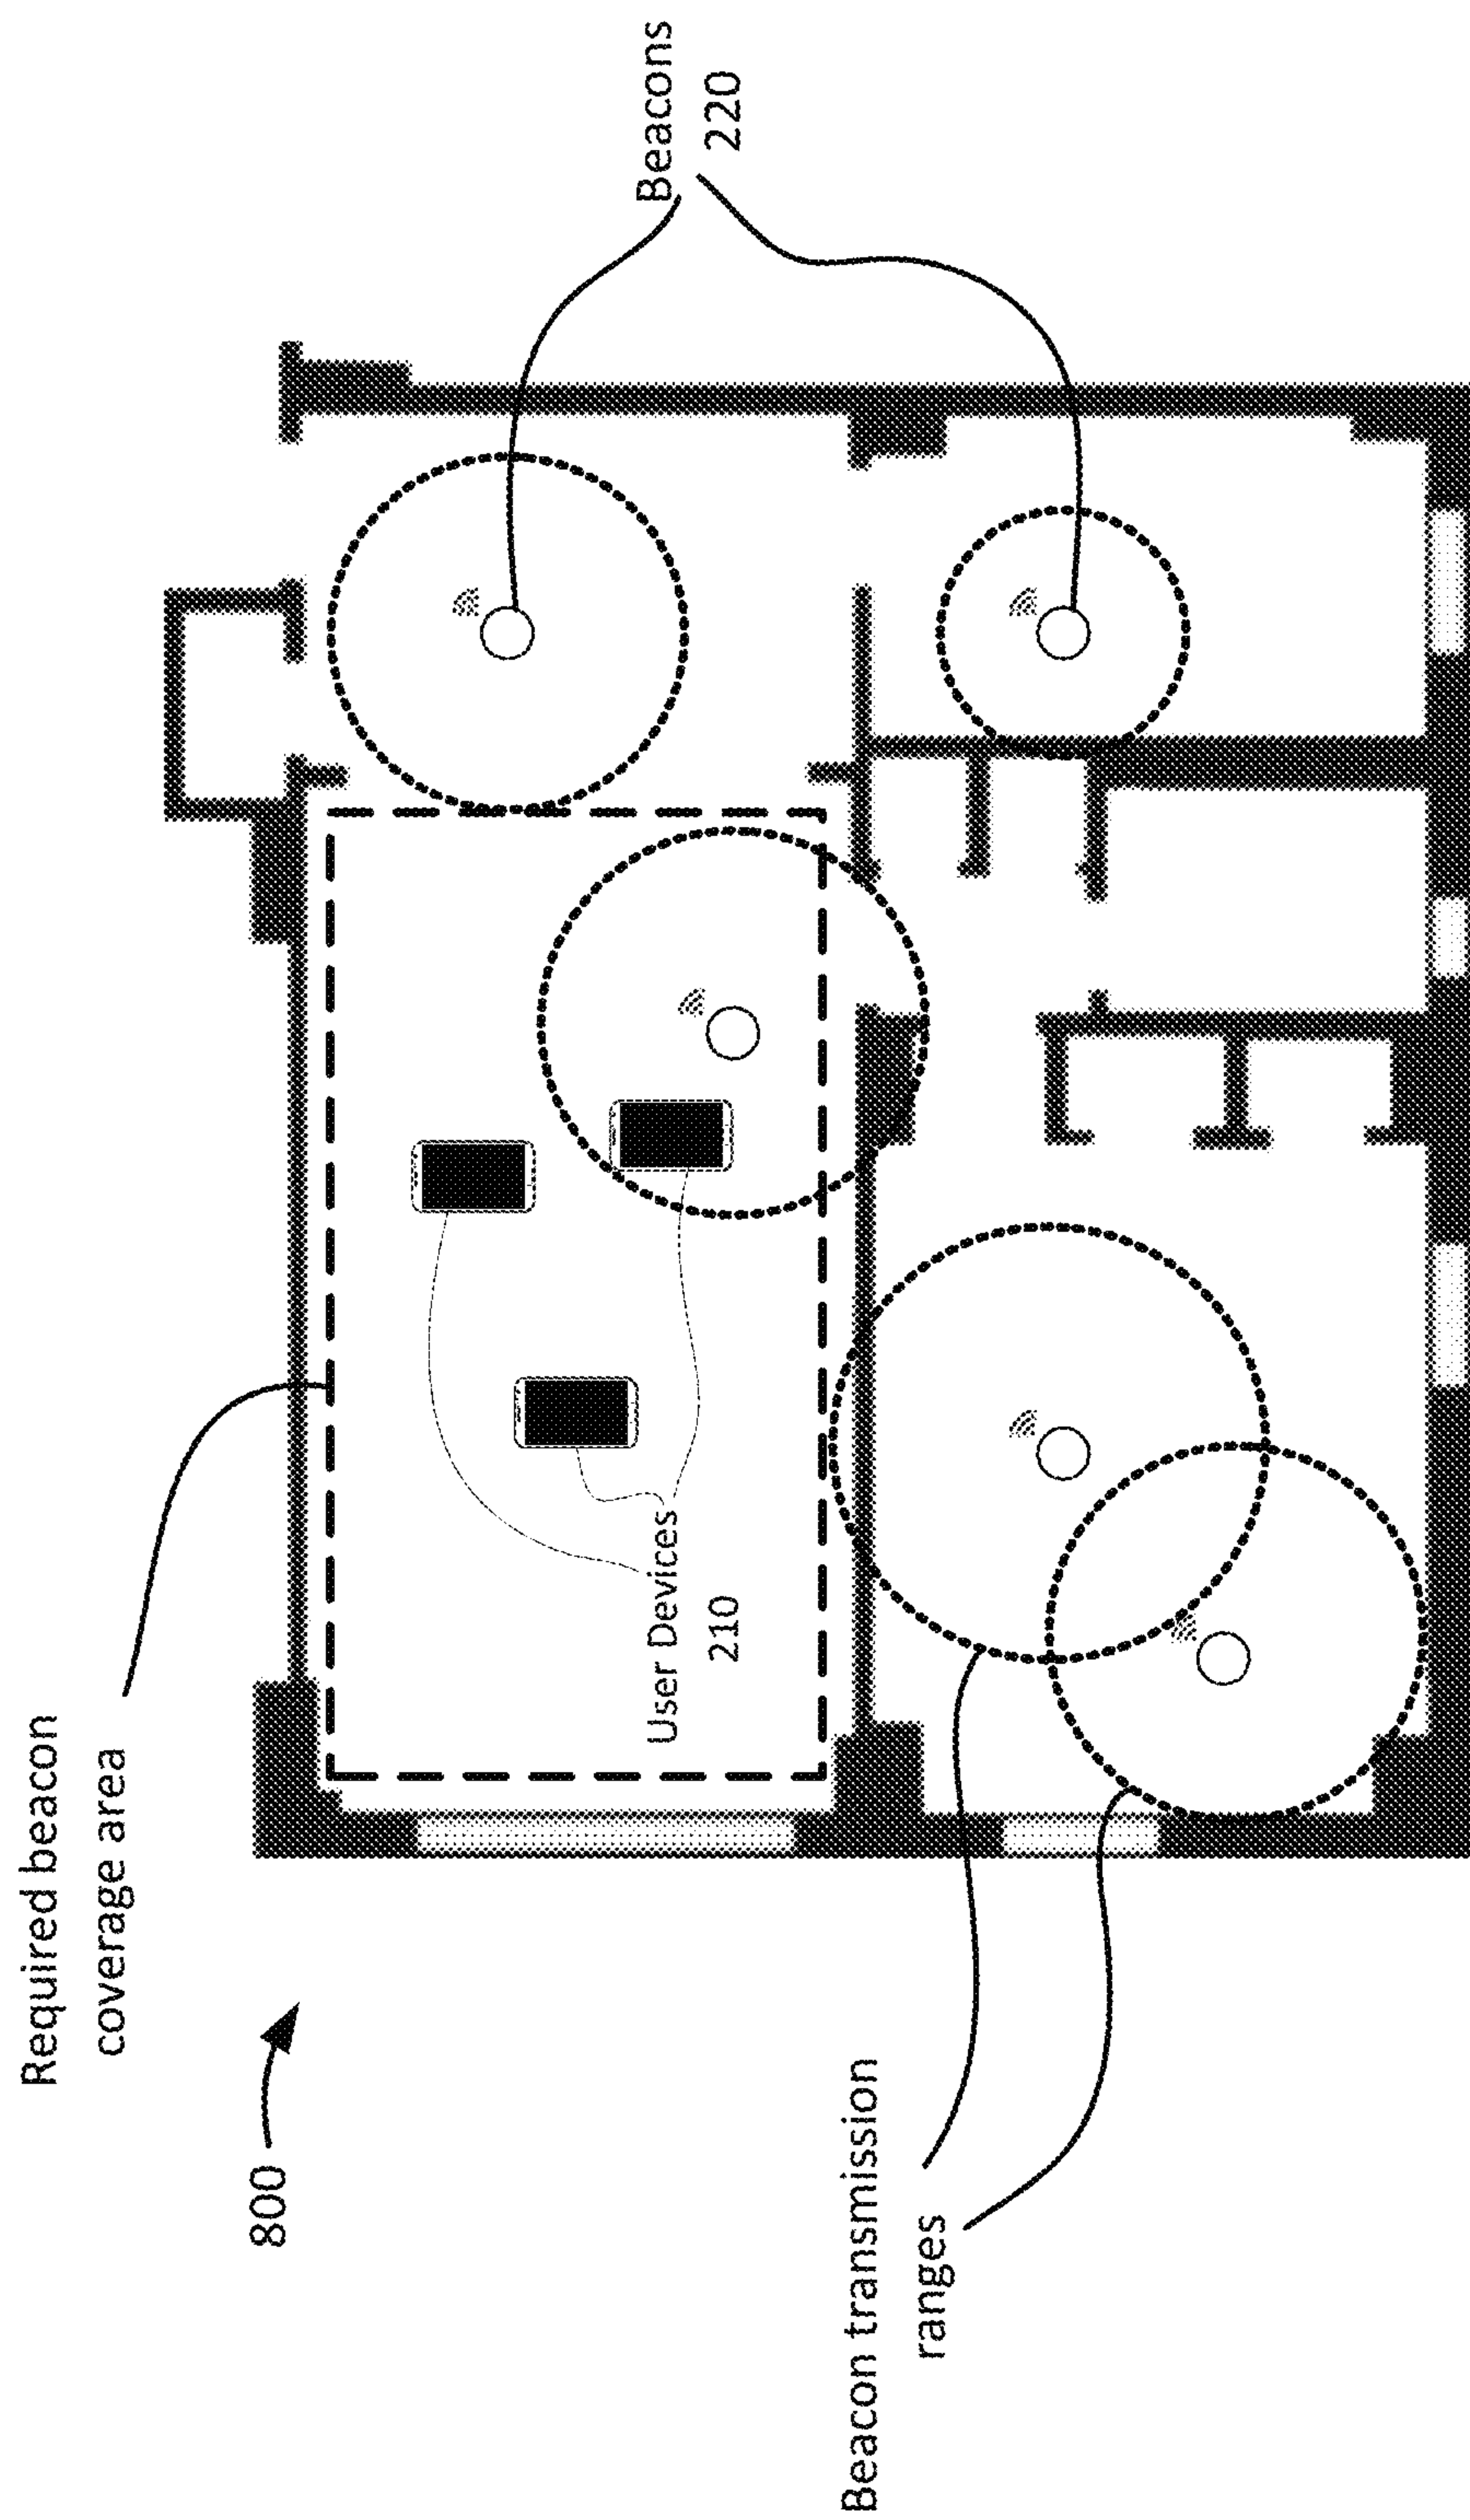 Required beacon
coverage area
800
User Devices
210
Beacons
220
Beacon transmission
ranges